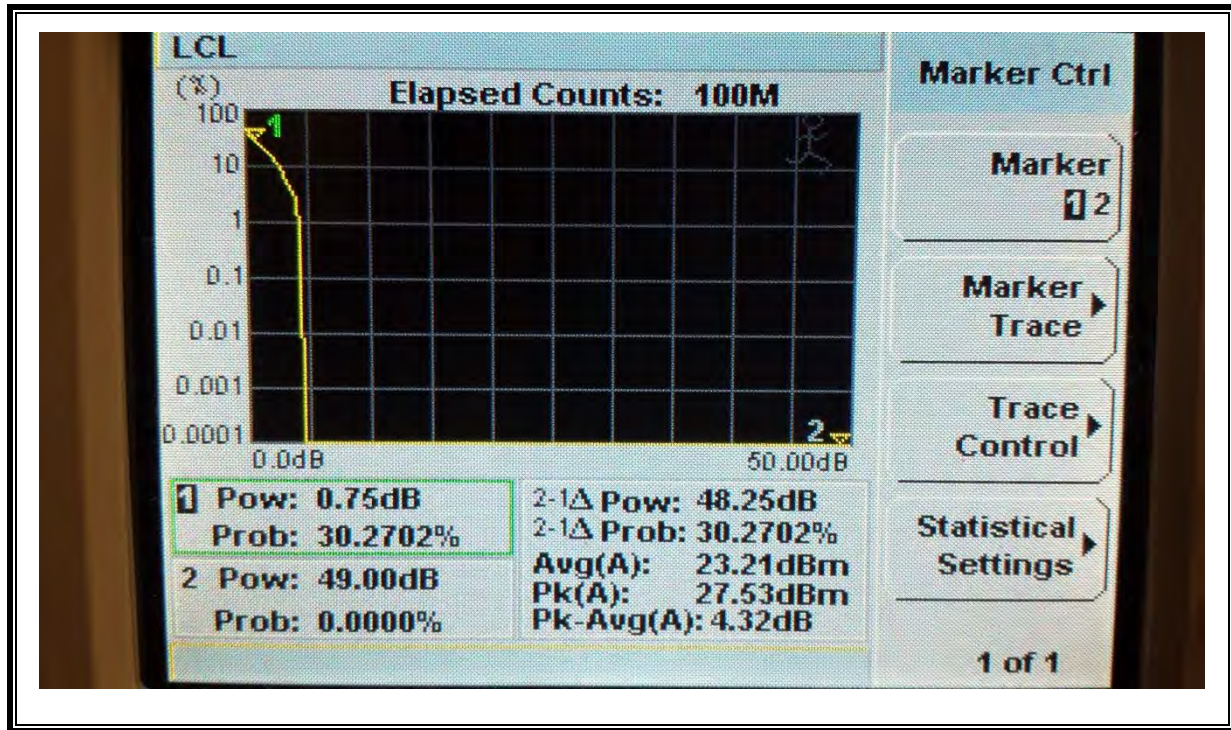 LCL
(%)
Elapsed Counts: 100M
100
10
1
0.1
0.01
0.001
0.0001
1
2
0.0dB
50.00dB
1 Pow: 0.75dB
Prob: 30.2702%
2 Pow: 49.00dB
Prob: 0.0000%
2-1Δ Pow: 48.25dB
2-1Δ Prob: 30.2702%
Avg(A): 23.21dBm
Pk(A): 27.53dBm
Pk-Avg(A): 4.32dB
Marker Ctrl
Marker
1 2
Marker
Trace
Trace
Control
Statistical
Settings
1 of 1